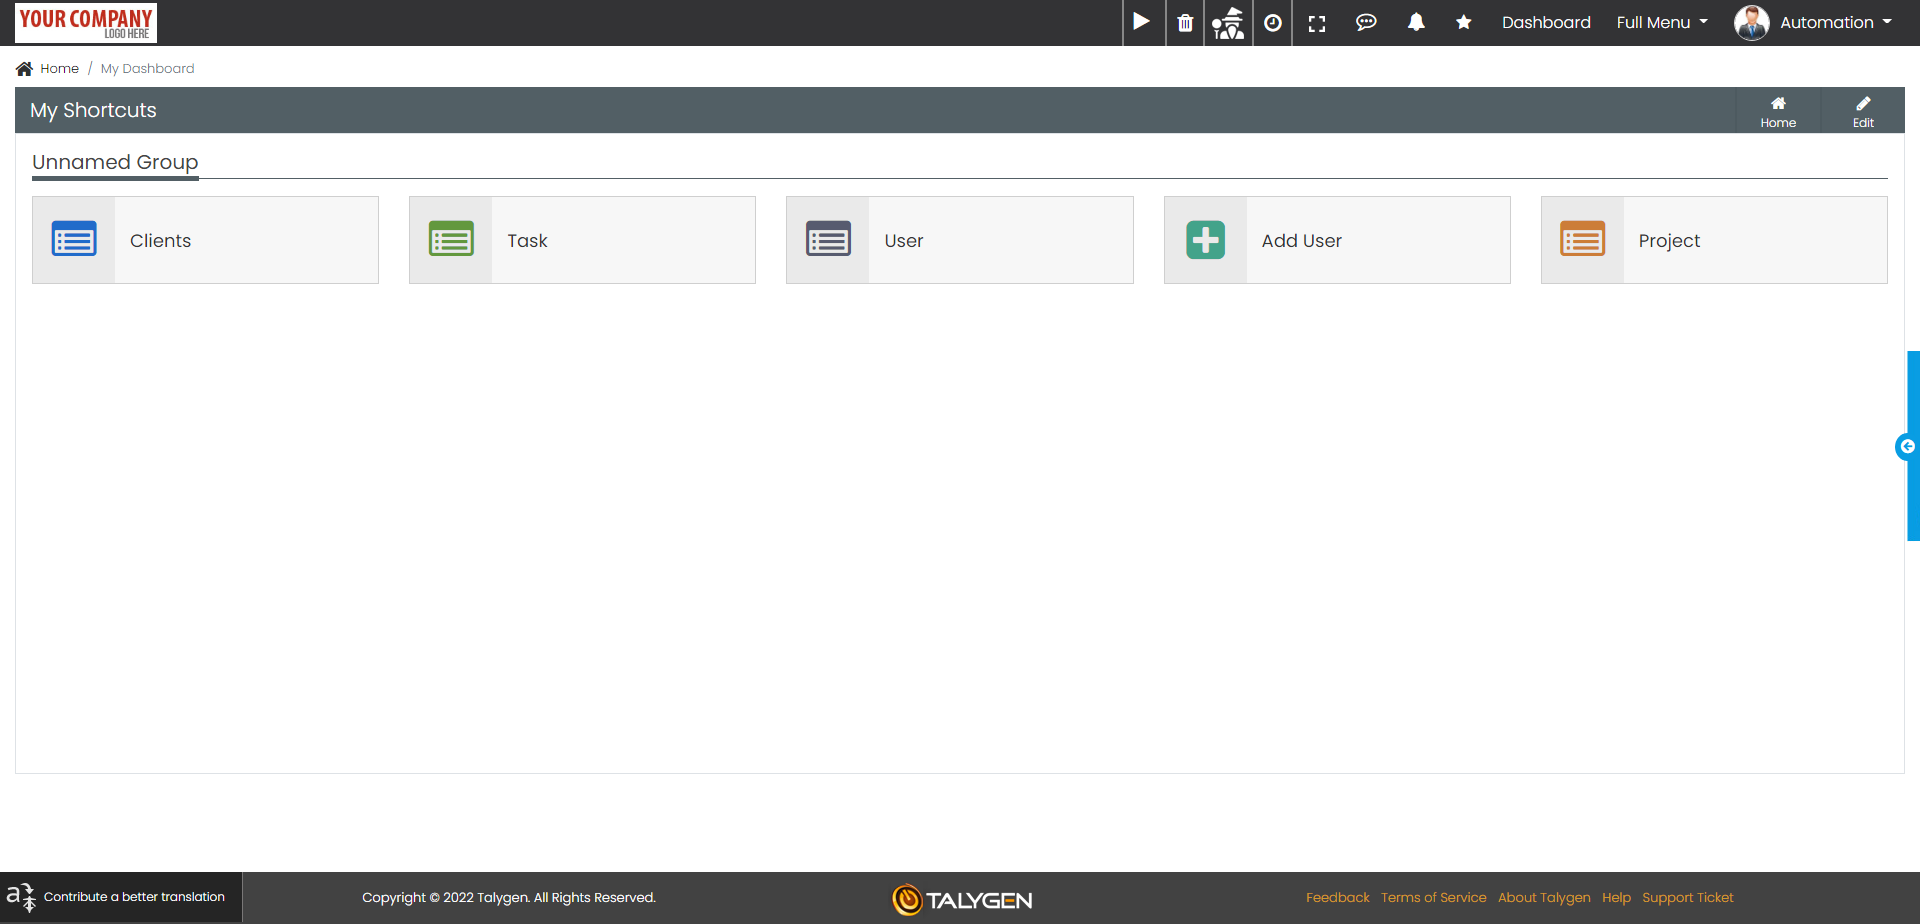 YOUR COMPANY
LOGO HERE
Dashboard
Full Menu
Automation
Home / My Dashboard
My Shortcuts
Home
Edit
Unnamed Group
Clients
Task
User
Add User
Project
Contribute a better translation
Copyright © 2022 Talygen. All Rights Reserved.
TALYGEN
Feedback Terms of Service About Talygen Help Support Ticket